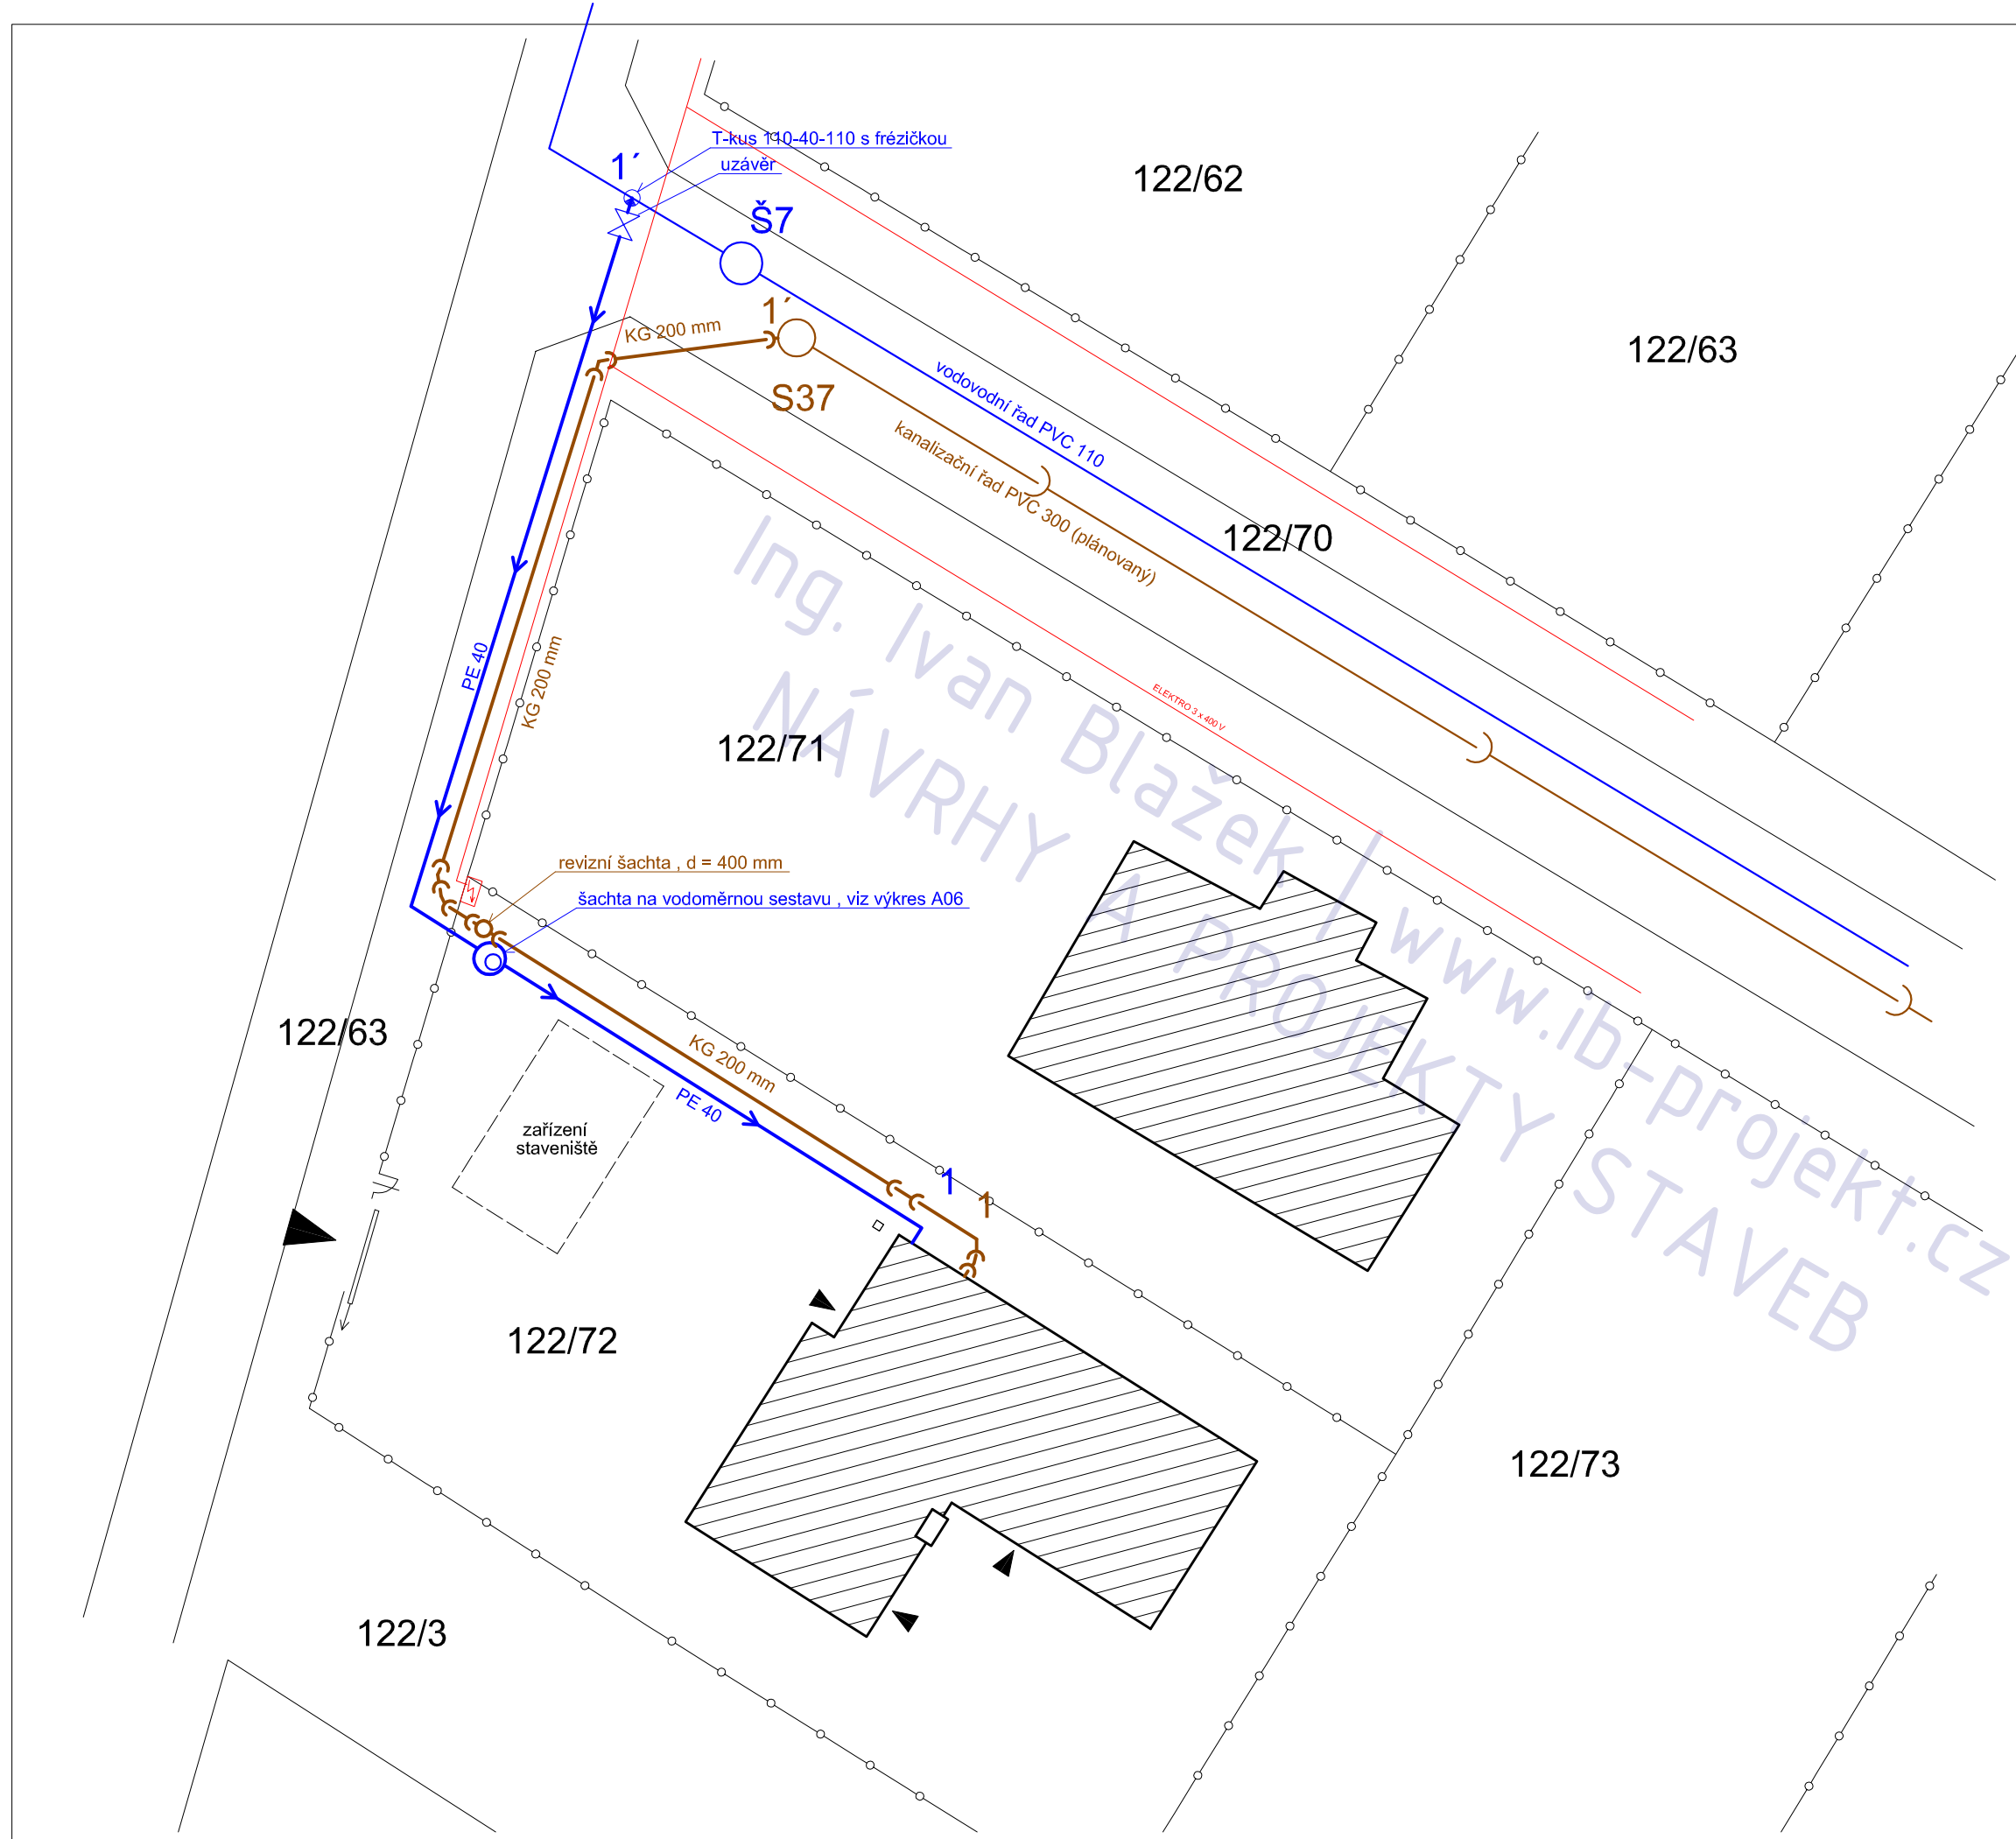 T-kus 110-40-110 s frézičkou
1´
uzávěr
122/62
Š7
1´
KG 200 mm
122/63
S37
vodovodní řad PVC 110
kanalizační řad PVC 300 (plánovaný)
122/70
Ing. Ivan Blažek | www.ib-projekt.cz
NÁVRHY A PROJEKTY STAVEB
PE 40
KG 200 mm
ELEKTRO 3 x 400 V
122/71
revizní šachta , d = 400 mm
šachta na vodoměrnou sestavu , viz výkres A06
122/63
KG 200 mm
PE 40
zařízení
staveniště
1
1
122/72
122/73
122/3